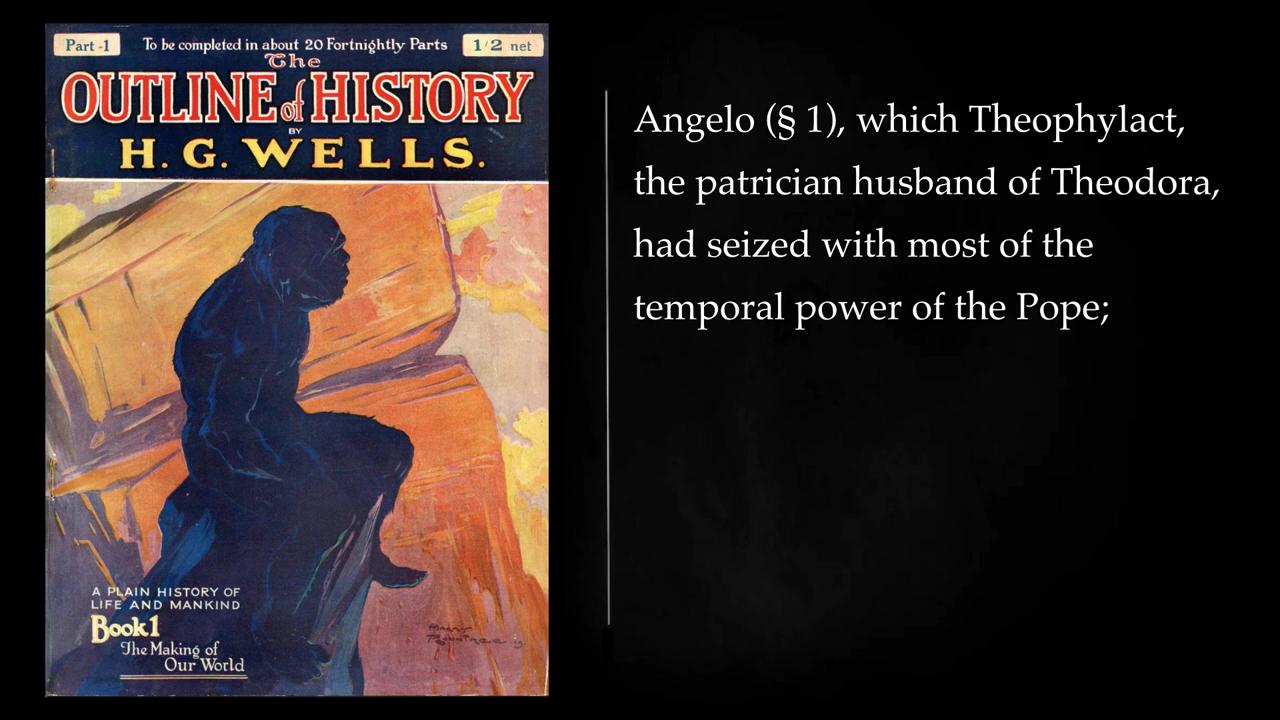 Part -1
To be completed in about 20 Fortnightly Parts
1/2 net
The
OUTLINE of HISTORY
BY
H. G. WELLS.
A PLAIN HISTORY OF
LIFE AND MANKIND
Book 1
The Making of
Our World
Angelo (§ 1), which Theophylact,
the patrician husband of Theodora,
had seized with most of the
temporal power of the Pope;